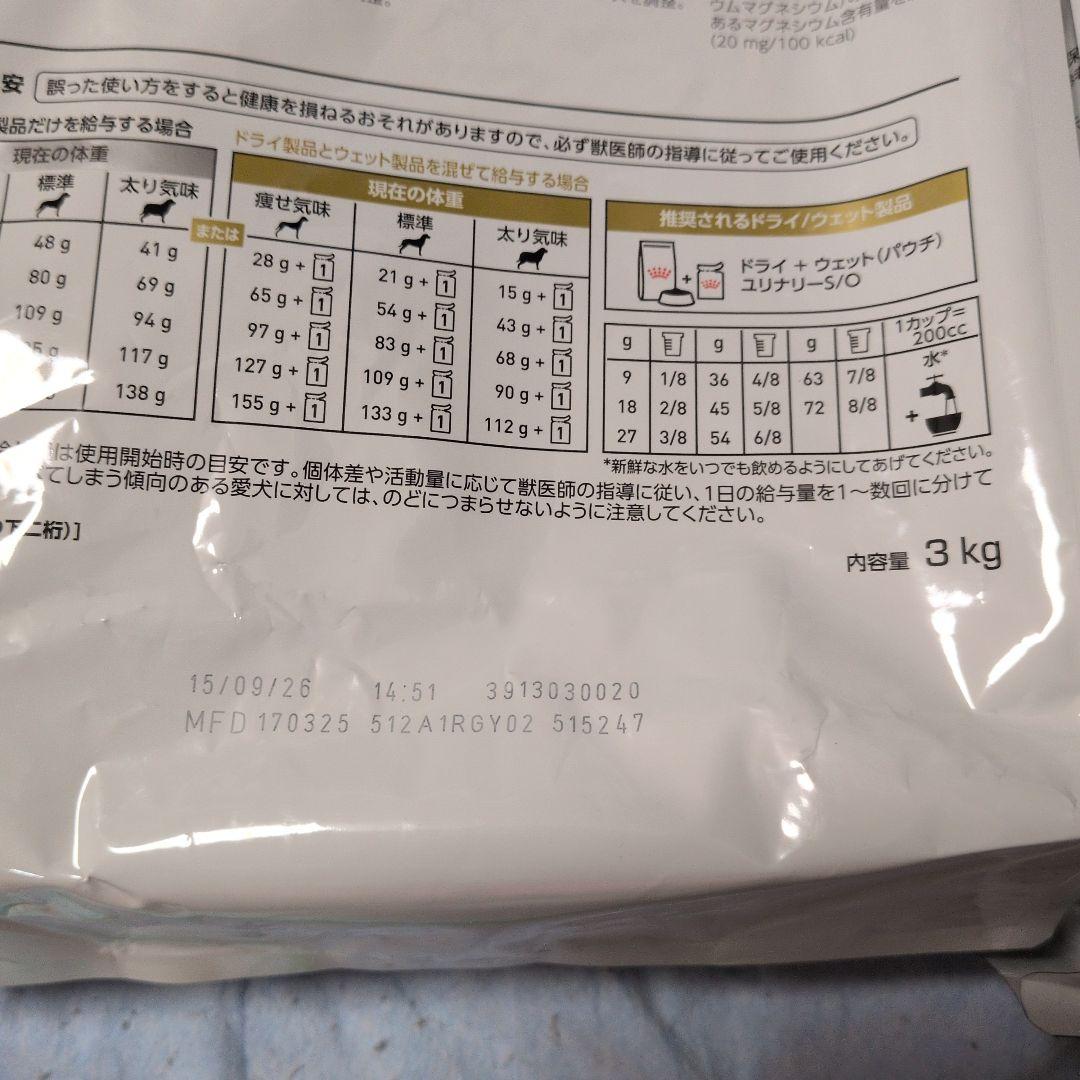 ウムマグネシウム
あるマグネシウム含有量
(20 mg/100 kcal)
安 誤った使い方をすると健康を損ねるおそれがありますので、必ず獣医師の指導に従ってご使用ください。
製品だけを給与する場合 ドライ製品とウェット製品を混ぜて給与する場合
現在の体重 現在の体重 推奨されるドライ/ウェット製品
標準 太り気味 または 痩せ気味 標準 太り気味
ドライ + ウェット(パウチ)
ユリナリーS/O
48 g 41 g 28 g + 1 21 g + 1 15 g + 1
80 g 69 g 65 g + 1 54 g + 1 43 g + 1
109 g 94 g 97 g + 1 83 g + 1 68 g + 1
5 g 117 g 127 g + 1 109 g + 1 90 g + 1
138 g 155 g + 1 133 g + 1 112 g + 1
g g g 1カップ=
200cc
9 1/8 36 4/8 63 7/8 水*
18 2/8 45 5/8 72 8/8 +
27 3/8 54 6/8
*新鮮な水をいつでも飲めるようにしてあげてください。
は使用開始時の目安です。個体差や活動量に応じて獣医師の指導に従い、1日の給与量を1〜数回に分けて
てしまう傾向のある愛犬に対しては、のどにつまらせないように注意してください。
下二桁)]
内容量 3 kg
15/09/26 14:51 3913030020
MFD 170325 512A1RGY02 515247